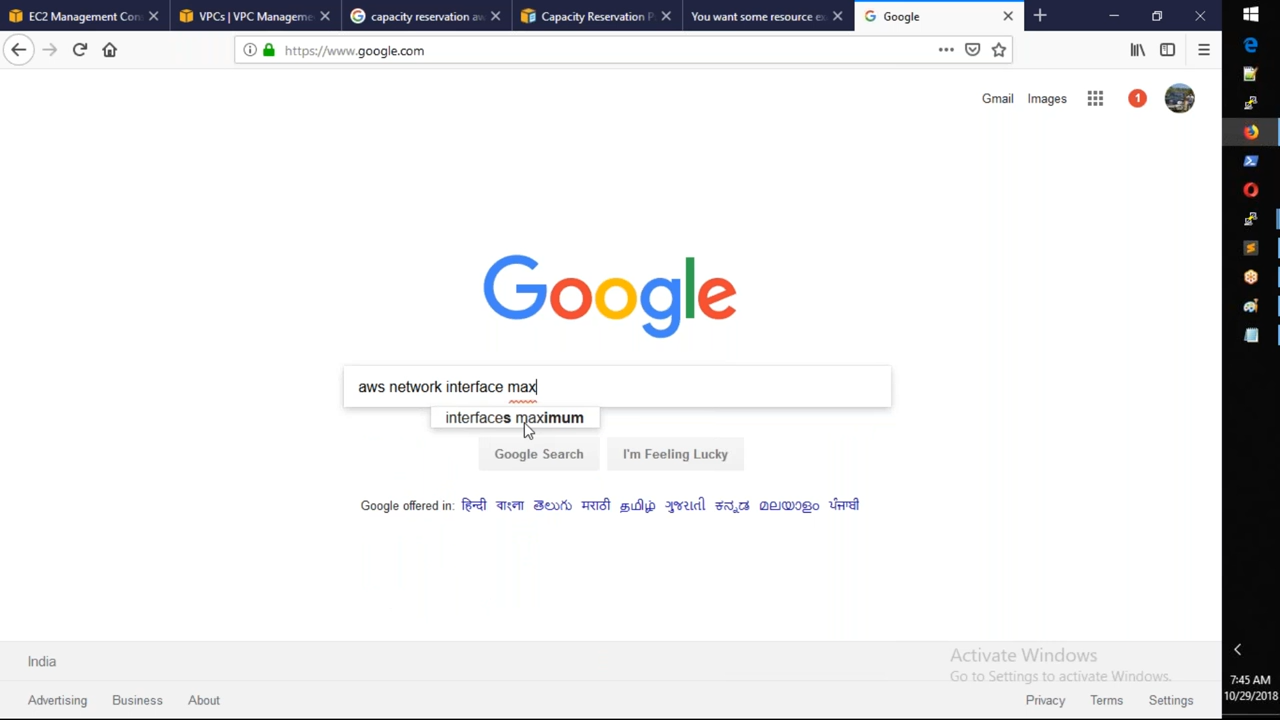 EC2 Management Con
VPCs | VPC Manageme
capacity reservation aw
Capacity Reservation P
You want some resource ex
Google
https://www.google.com
Gmail
Images
1
Google
aws network interface max
interfaces maximum
Google Search
I'm Feeling Lucky
Google offered in: हिन्दी বাংলা తెలుగు मराठी தமிழ் ગુજરાતી ಕನ್ನಡ മലയാളം ਪੰਜਾਬੀ
India
Activate Windows
Go to Settings to activate Windows.
Advertising
Business
About
Privacy
Terms
Settings
7:45 AM
10/29/2018